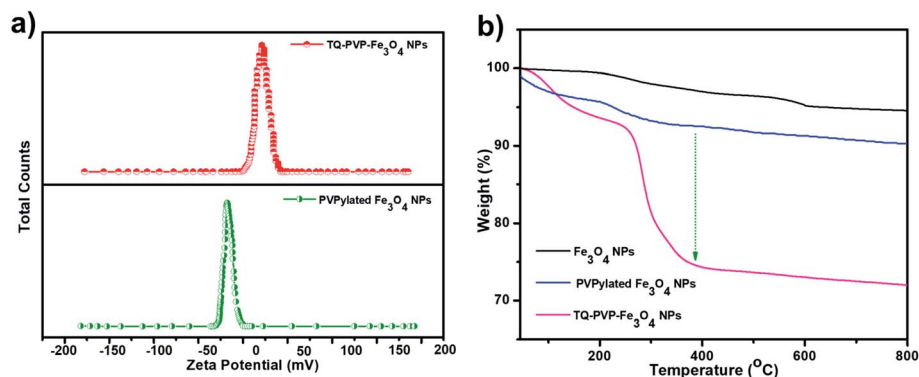 a)
TQ-PVP-Fe₃O₄ NPs
PVPylated Fe₃O₄ NPs
Total Counts
-200 -150 -100 -50 0 50 100 150 200
Zeta Potential (mV)
b)
100
90
80
70
Weight (%)
Fe₃O₄ NPs
PVPylated Fe₃O₄ NPs
TQ-PVP-Fe₃O₄ NPs
200 400 600 800
Temperature (°C)